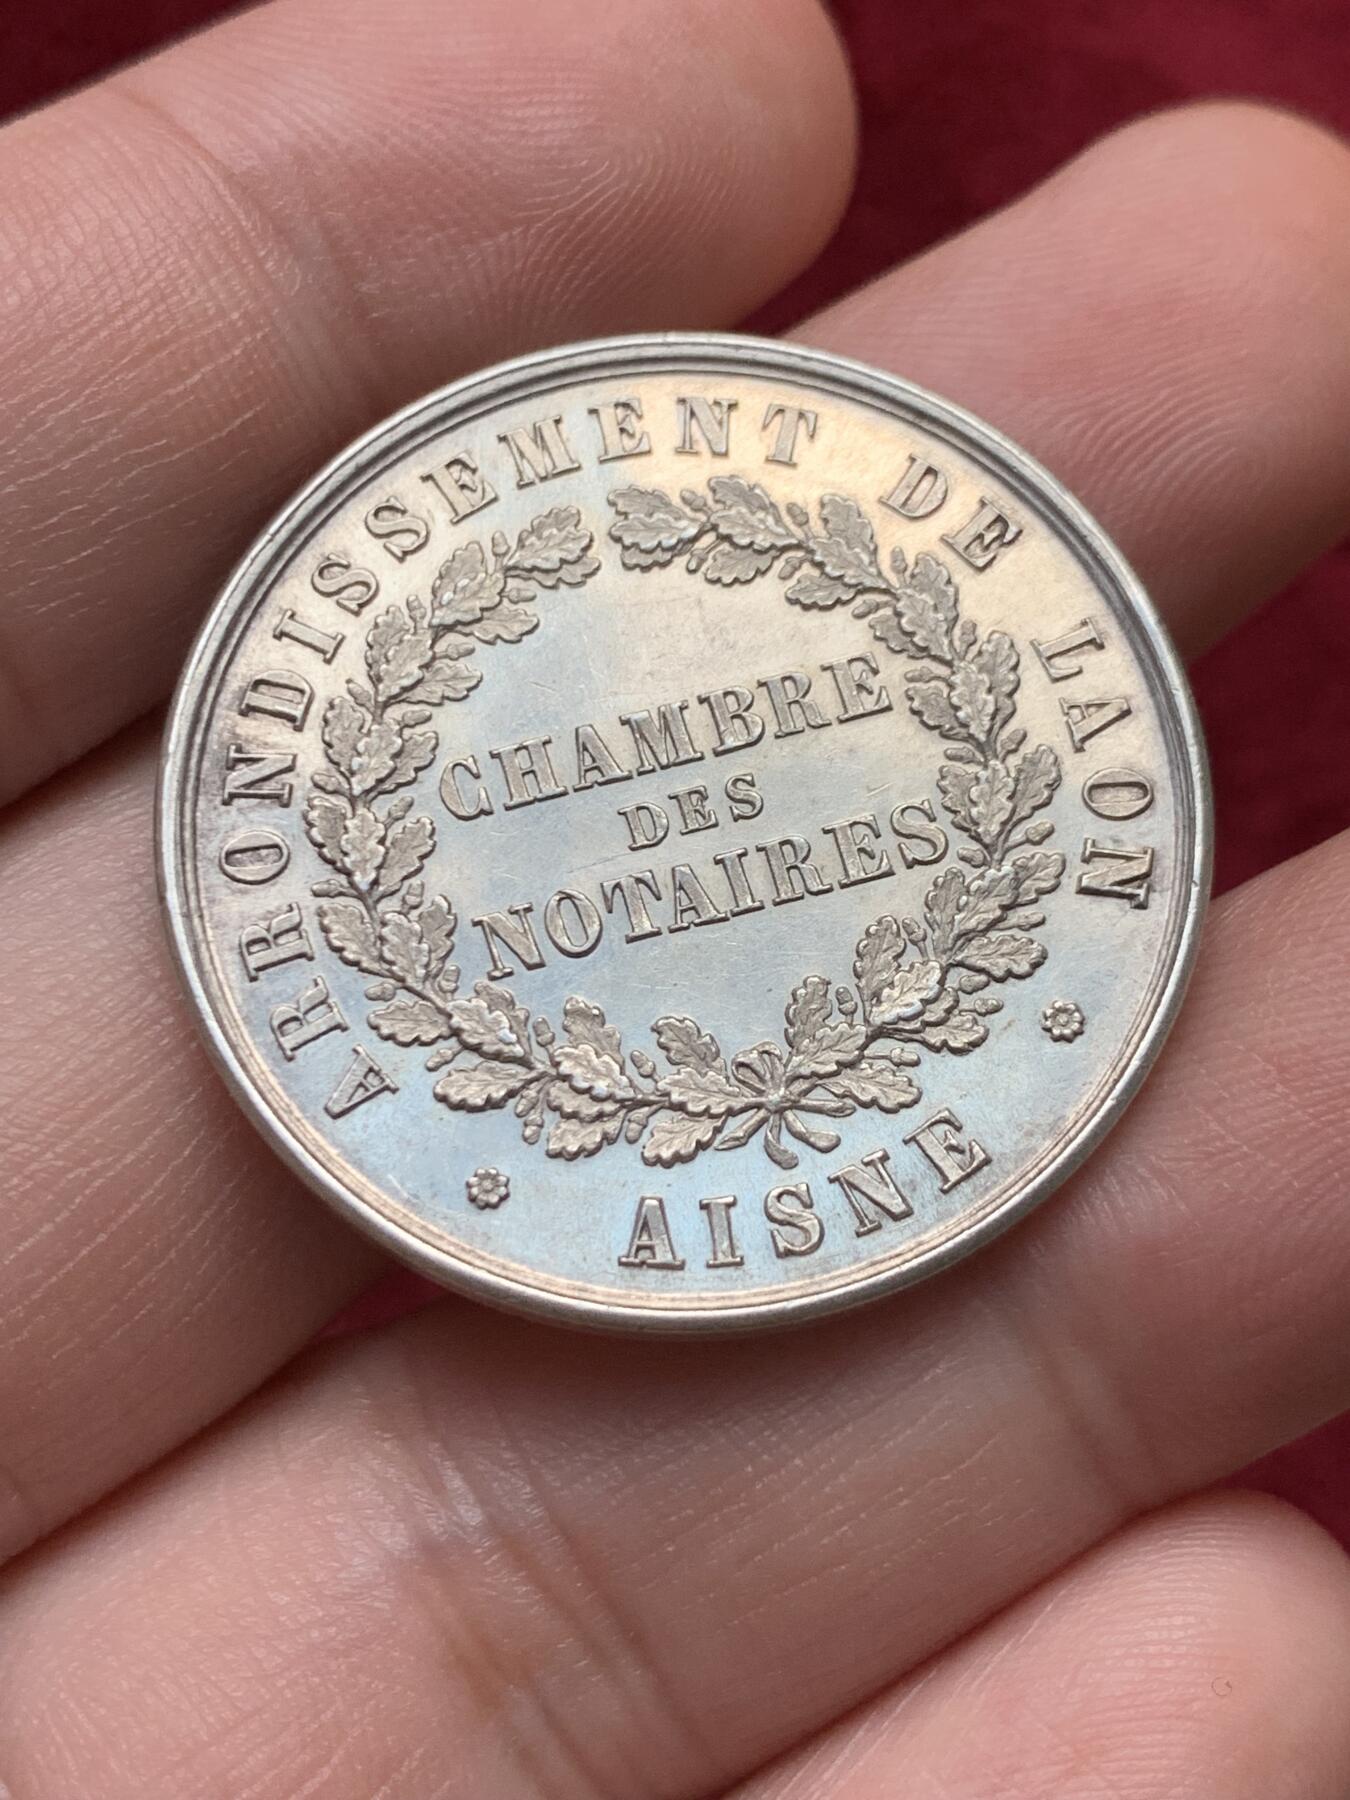 ARRONDISSEMENT DE LAON
CHAMBRE
DES
NOTAIRES
AISNE